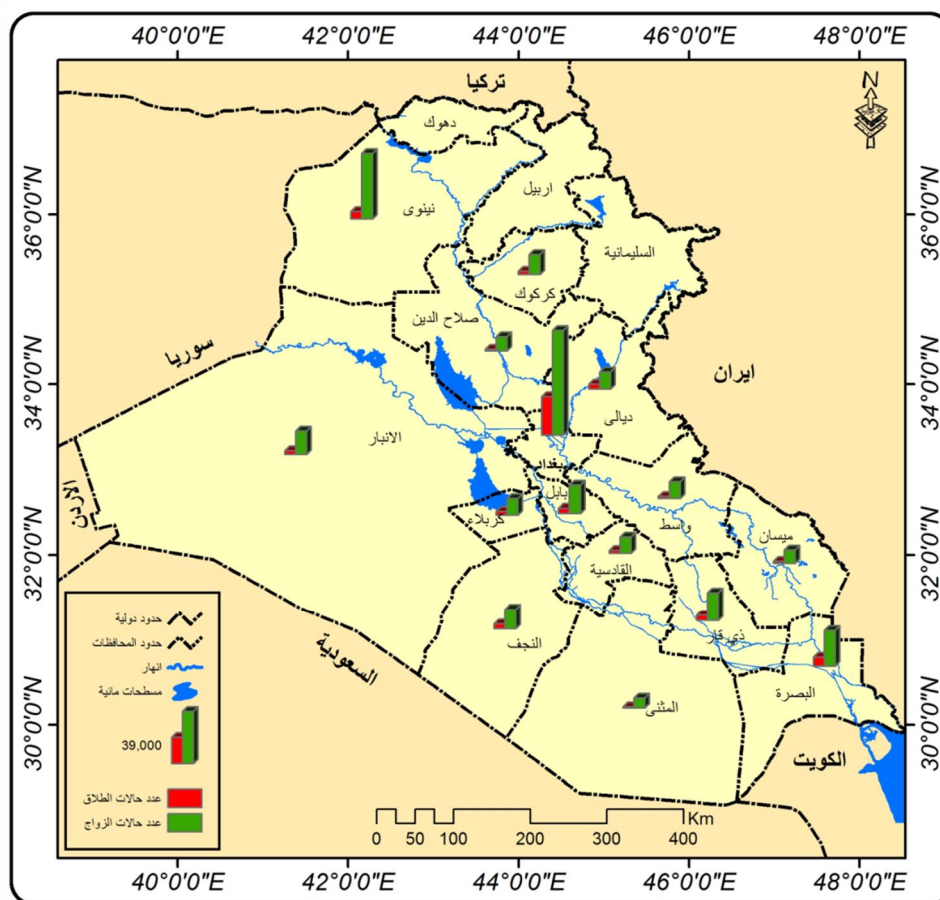 40°0'0"E 42°0'0"E 44°0'0"E 46°0'0"E 48°0'0"E
تركيا
N
دهوك
اربيل
36°0'0"N 36°0'0"N
نينوى
السليمانية
كركوك
صلاح الدين
سوريا
ايران
34°0'0"N 34°0'0"N
ديالى
الانبار
بغداد
بابل
الاردن
كربلاء
واسط
ميسان
32°0'0"N 32°0'0"N
القادسية
النجف
ذي قار
السعودية
البصرة
المثنى
30°0'0"N 30°0'0"N
الكويت
حدود دولية
حدود المحافظات
انهار
مسطحات مائية
39,000
عدد حالات الطلاق
عدد حالات الزواج
Km
0 50 100 200 300 400
40°0'0"E 42°0'0"E 44°0'0"E 46°0'0"E 48°0'0"E